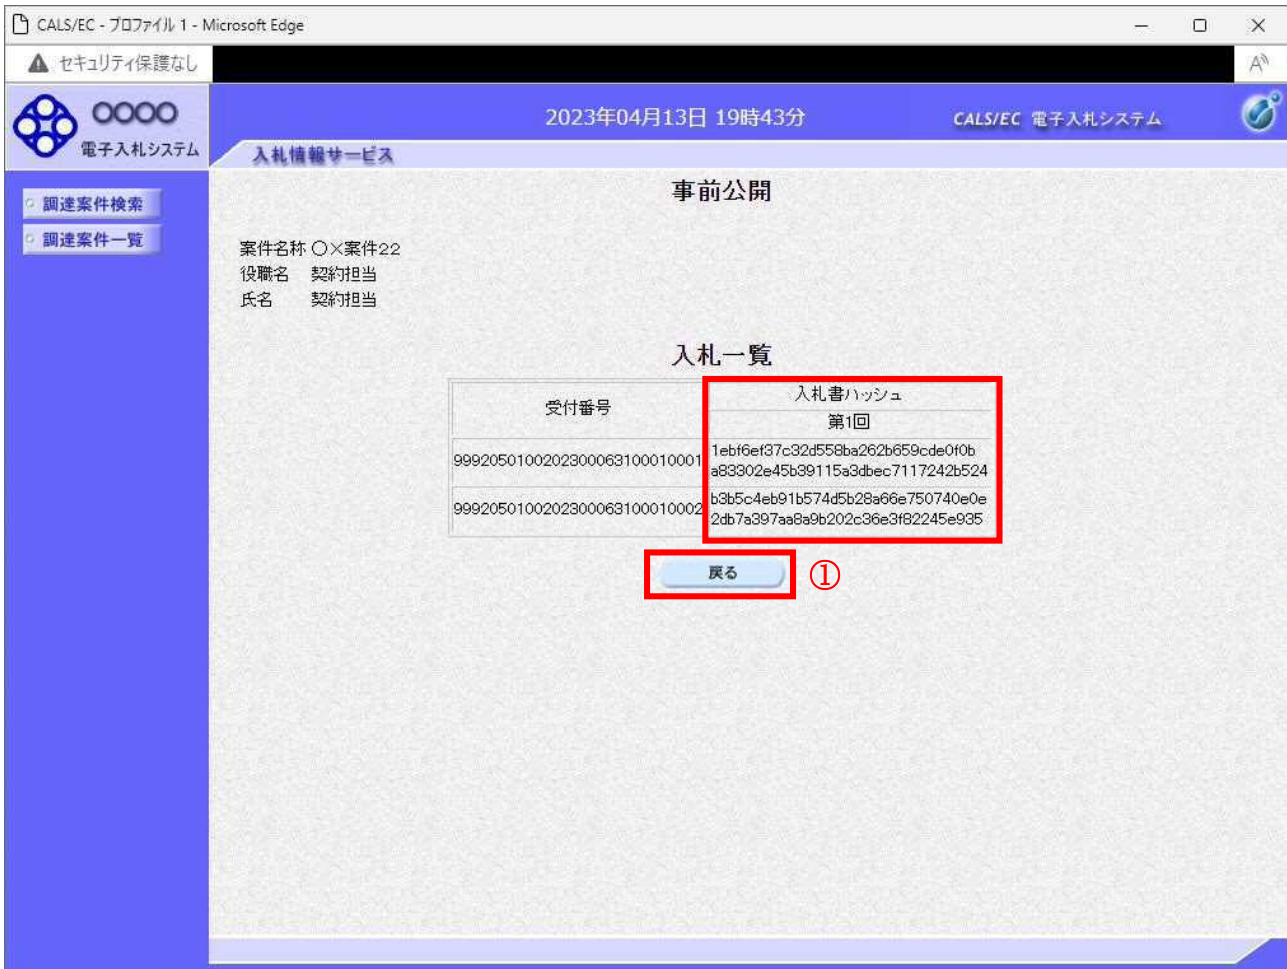 CALS/EC - プロファイル 1 - Microsoft Edge
セキュリティ保護なし
○○○○
電子入札システム
2023年04月13日 19時43分
CALS/EC 電子入札システム
入札情報サービス
調達案件検索
調達案件一覧
事前公開
案件名称 〇×案件22
役職名 契約担当
氏名 契約担当
入札一覧
受付番号
入札書ハッシュ
第1回
9992050100202300063100010001
1ebf6ef37c32d558ba262b659cde0f0b
a83302e45b39115a3dbec7117242b524
9992050100202300063100010002
b3b5c4eb91b574d5b28a66e750740e0e
2db7a397aa8a9b202c36e3f82245e935
戻る
①